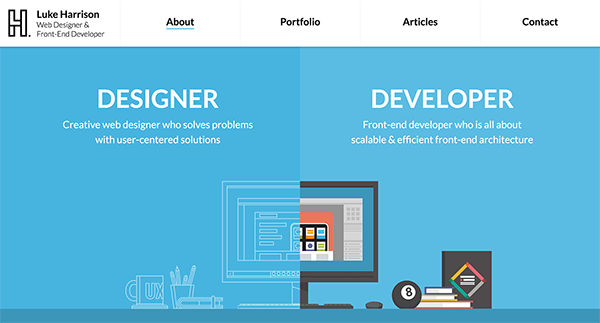 H.
Luke Harrison
Web Designer &
Front-End Developer
About
Portfolio
Articles
Contact
DESIGNER
Creative web designer who solves problems
with user-centered solutions
DEVELOPER
Front-end developer who is all about
scalable & efficient front-end architecture
UX
8